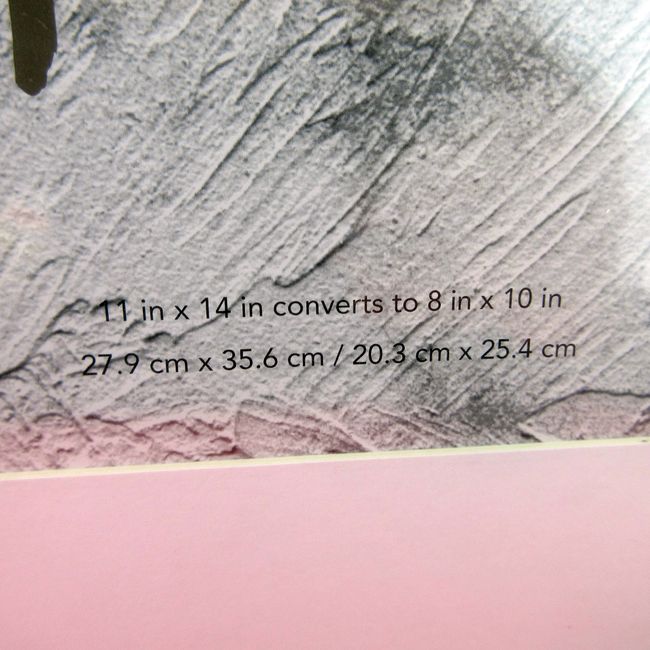 11 in x 14 in converts to 8 in x 10 in
27.9 cm x 35.6 cm / 20.3 cm x 25.4 cm